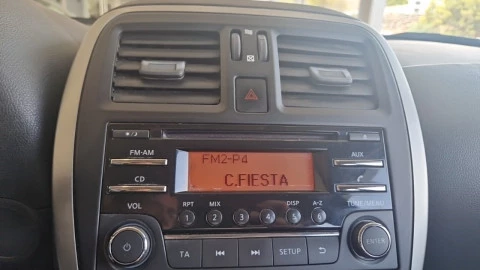 FM2-P4
C.FIESTA
FM·AM
AUX
CD
VOL
RPT
MIX
DISP
A-Z
TUNE/MENU
1
2
3
4
5
6
TA
SETUP
ENTER